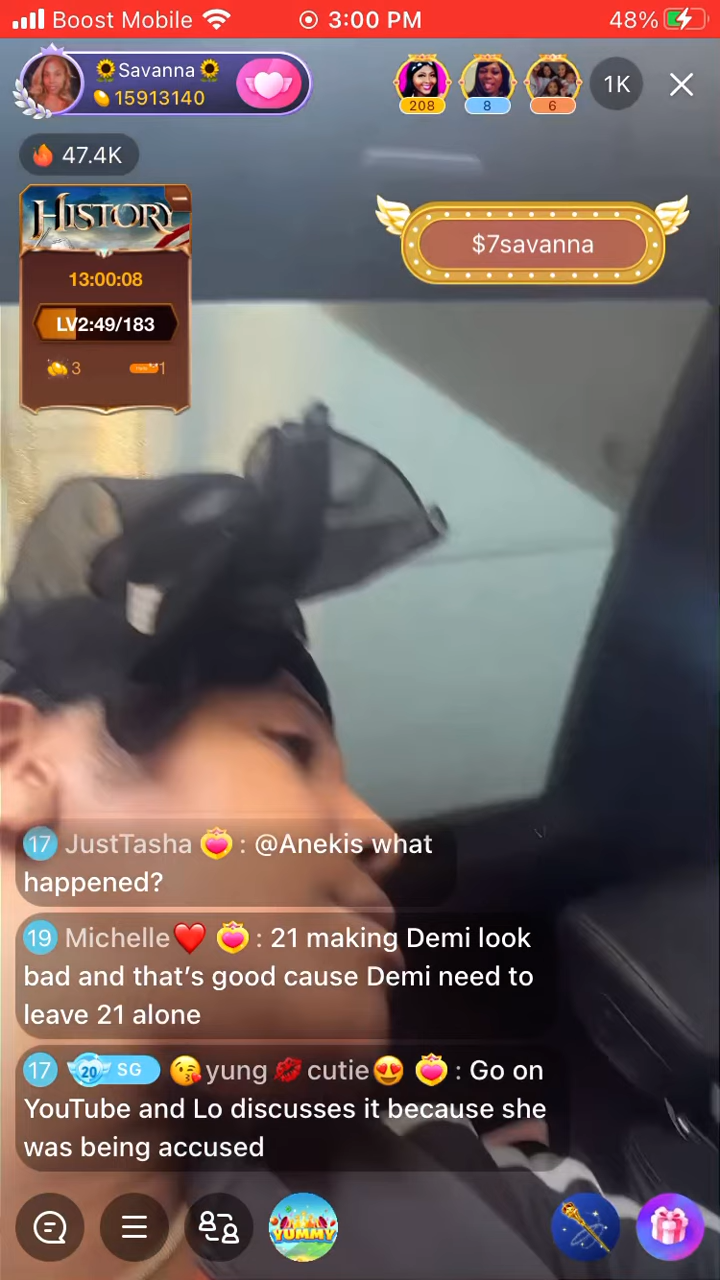 Boost Mobile 3:00 PM 48%
🌻Savanna🌻
15913140
208 8 6 1K
47.4K
HISTORY
$7savanna
13:00:08
LV2:49/183
3 1
17 JustTasha : @Anekis what
happened?
19 Michelle❤️ : 21 making Demi look
bad and that's good cause Demi need to
leave 21 alone
17 20 SG 😘yung 💋cutie😍 : Go on
YouTube and Lo discusses it because she
was being accused
YUMMY